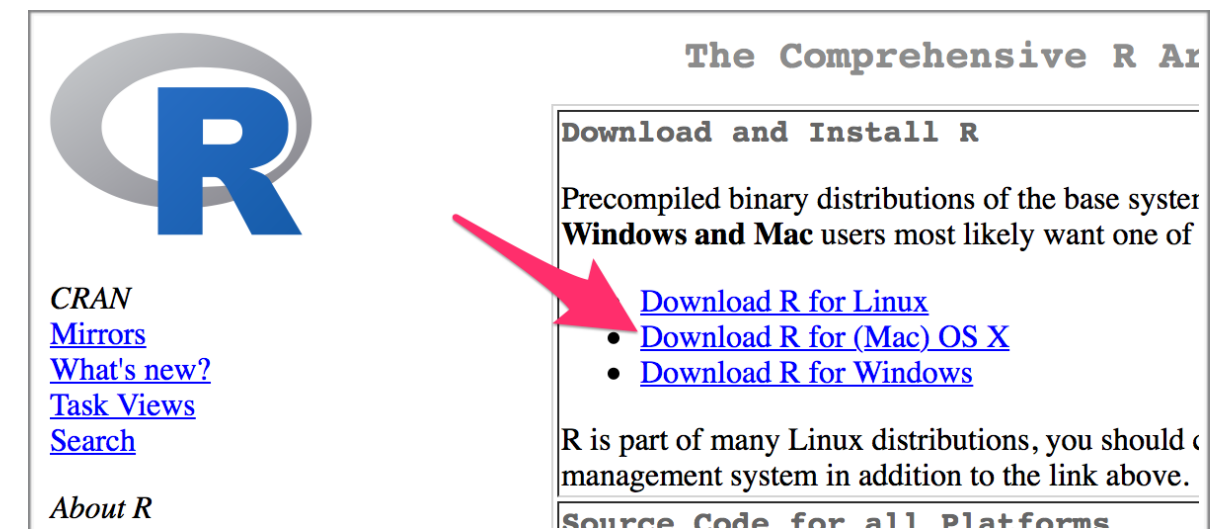 R
The Comprehensive R Ar
Download and Install R
Precompiled binary distributions of the base system
Windows and Mac users most likely want one of
Download R for Linux
Download R for (Mac) OS X
Download R for Windows
R is part of many Linux distributions, you should
management system in addition to the link above.
Source Code for all Platforms
CRAN
Mirrors
What's new?
Task Views
Search
About R